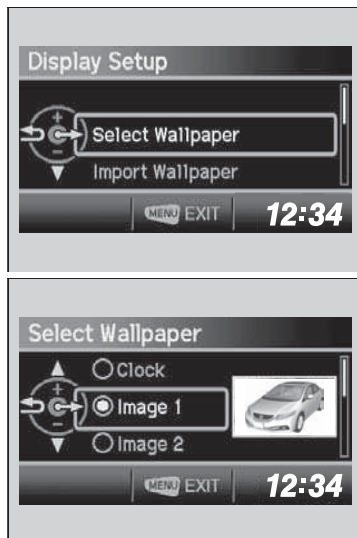 Display Setup
+
Select Wallpaper
−
Import Wallpaper
MENU EXIT 12:34
Select Wallpaper
Clock
+
Image 1
−
Image 2
MENU EXIT 12:34